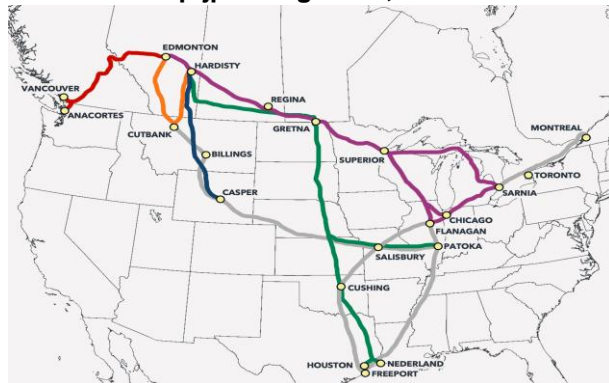 EDMONTON
HARDISTY
VANCOUVER
ANACORTES
REGINA
GRETNA
CUTBANK
MONTREAL
BILLINGS
SUPERIOR
TORONTO
SARNIA
CASPER
CHICAGO
FLANAGAN
SALISBURY
PATOKA
CUSHING
HOUSTON
NEDERLAND
FREEPORT